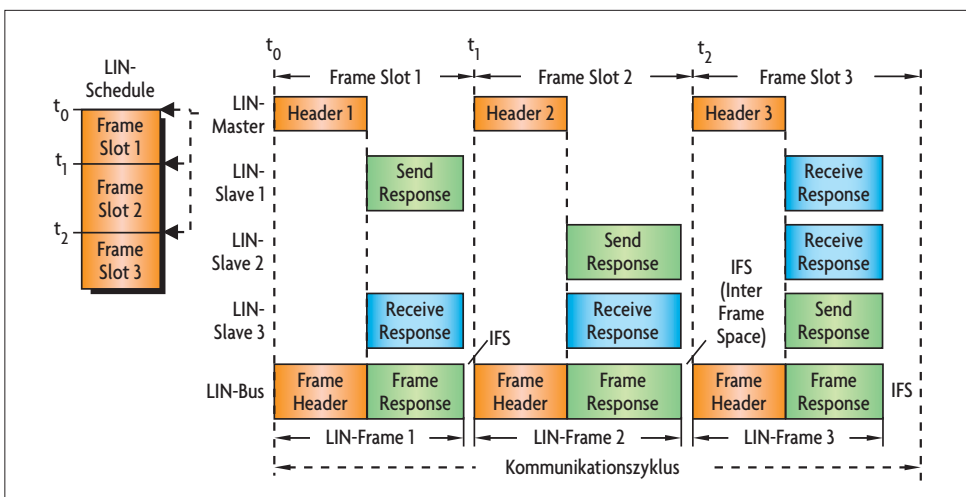 LIN-
Schedule
t0
Frame
Slot 1
t1
Frame
Slot 2
t2
Frame
Slot 3
t0
t1
t2
Frame Slot 1
Frame Slot 2
Frame Slot 3
LIN-
Master
Header 1
Header 2
Header 3
LIN-
Slave 1
Send
Response
Receive
Response
LIN-
Slave 2
Send
Response
Receive
Response
IFS
(Inter
Frame
Space)
LIN-
Slave 3
Receive
Response
Receive
Response
Send
Response
IFS
LIN-Bus
Frame
Header
Frame
Response
Frame
Header
Frame
Response
Frame
Header
Frame
Response
IFS
LIN-Frame 1
LIN-Frame 2
LIN-Frame 3
Kommunikationszyklus